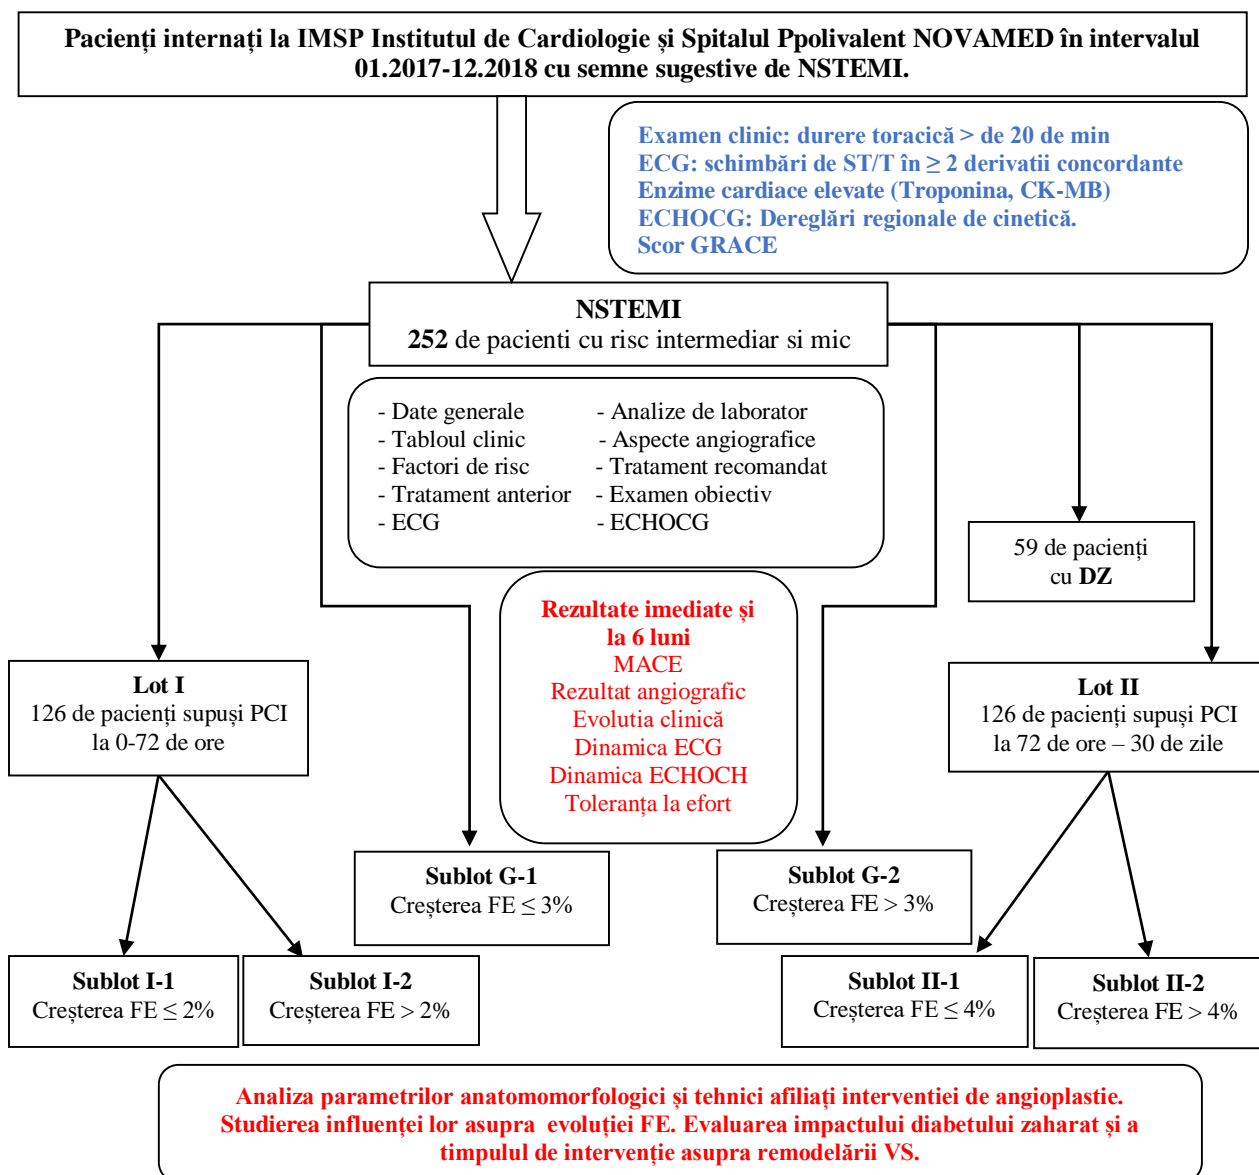 Pacienți internați la IMSP Institutul de Cardiologie și Spitalul Ppolivalent NOVAMED în intervalul
01.2017-12.2018 cu semne sugestive de NSTEMI.
Examen clinic: durere toracică > de 20 de min
ECG: schimbări de ST/T în ≥ 2 derivatii concordante
Enzime cardiace elevate (Troponina, CK-MB)
ECHOCG: Dereglări regionale de cinetică.
Scor GRACE
NSTEMI
252 de pacienti cu risc intermediar si mic
- Date generale
- Tabloul clinic
- Factori de risc
- Tratament anterior
- ECG
- Analize de laborator
- Aspecte angiografice
- Tratament recomandat
- Examen obiectiv
- ECHOCG
59 de pacienți
cu DZ
Rezultate imediate și
la 6 luni
MACE
Rezultat angiografic
Evolutia clinică
Dinamica ECG
Dinamica ECHOCH
Toleranța la efort
Lot I
126 de pacienți supuși PCI
la 0-72 de ore
Lot II
126 de pacienți supuși PCI
la 72 de ore – 30 de zile
Sublot G-1
Creșterea FE ≤ 3%
Sublot G-2
Creșterea FE > 3%
Sublot I-1
Creșterea FE ≤ 2%
Sublot I-2
Creșterea FE > 2%
Sublot II-1
Creșterea FE ≤ 4%
Sublot II-2
Creșterea FE > 4%
Analiza parametrilor anatomomorfologici și tehnici afiliați interventiei de angioplastie.
Studierea influenței lor asupra evoluției FE. Evaluarea impactului diabetului zaharat și a
timpului de intervenție asupra remodelării VS.